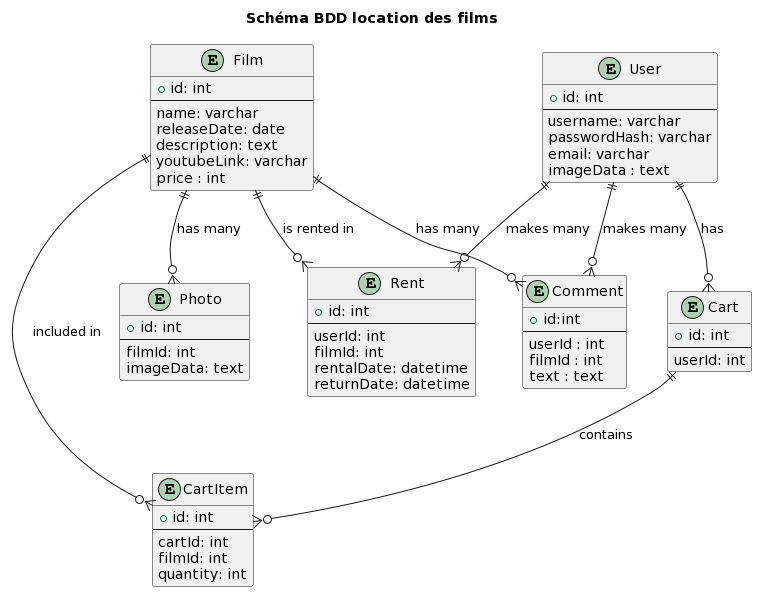 Schéma BDD location des films
E Film
id: int
name: varchar
releaseDate: date
description: text
youtubeLink: varchar
price : int
E User
id: int
username: varchar
passwordHash: varchar
email: varchar
imageData : text
has many
is rented in
has many
makes many
makes many
has
included in
E Photo
id: int
filmId: int
imageData: text
E Rent
id: int
userId: int
filmId: int
rentalDate: datetime
returnDate: datetime
E Comment
id:int
userId : int
filmId : int
text : text
E Cart
id: int
userId: int
contains
E CartItem
id: int
cartId: int
filmId: int
quantity: int